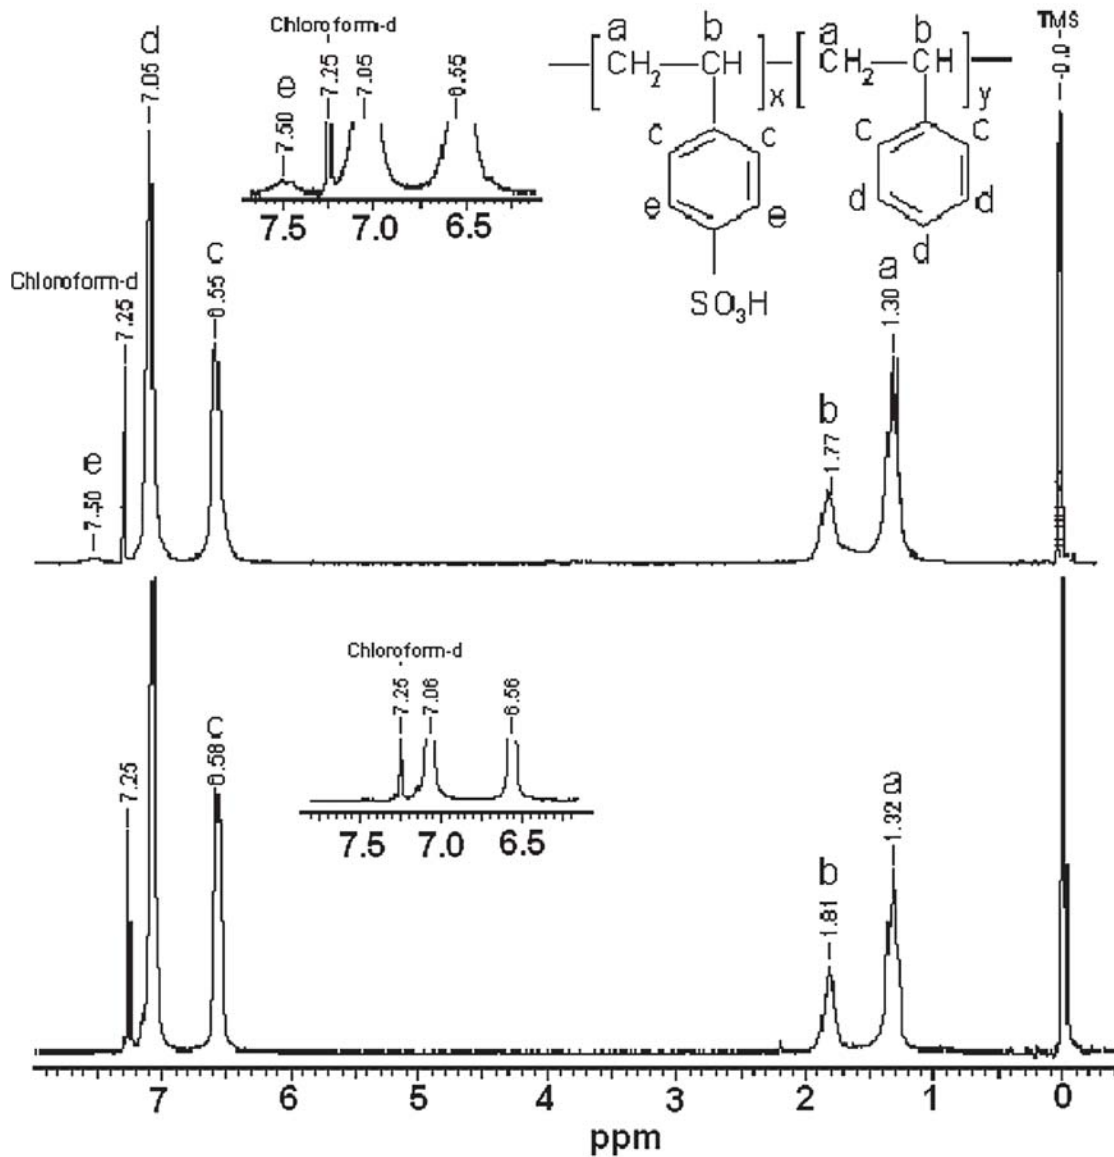 Chloroform-d
7.50 e
7.25
7.05
6.55
7.5 7.0 6.5
a b a b
CH2 CH x CH2 CH y
c c c c
e e d d
d
SO3H
TMS
0.0
7.05 d
Chloroform-d
7.25
7.50 e
6.55 c
b
1.77
a
1.30
Chloroform-d
7.25
7.06
6.56
7.5 7.0 6.5
7.25
6.58 c
b
1.81
1.32 a
7 6 5 4 3 2 1 0
ppm